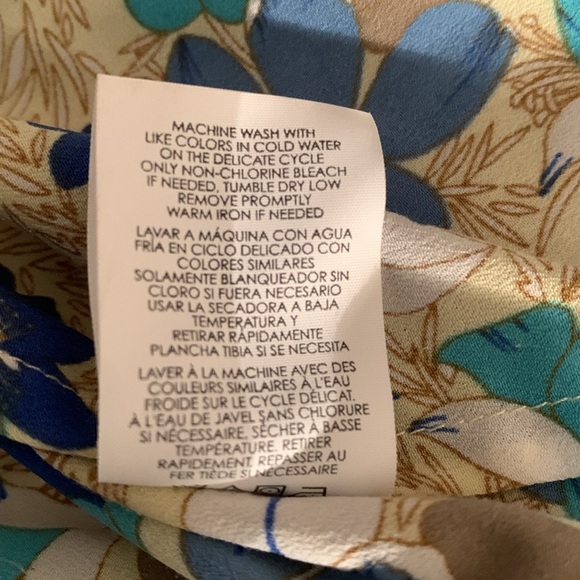 MACHINE WASH WITH
LIKE COLORS IN COLD WATER
ON THE DELICATE CYCLE
ONLY NON-CHLORINE BLEACH
IF NEEDED, TUMBLE DRY LOW
REMOVE PROMPTLY
WARM IRON IF NEEDED
LAVAR A MÁQUINA CON AGUA
FRÍA EN CICLO DELICADO CON
COLORES SIMILARES
SOLAMENTE BLANQUEADOR SIN
CLORO SI FUERA NECESARIO
USAR LA SECADORA A BAJA
TEMPERATURA Y
RETIRAR RÁPIDAMENTE
PLANCHA TIBIA SI SE NECESITA
LAVER À LA MACHINE AVEC DES
COULEURS SIMILAIRES À L'EAU
FROIDE SUR LE CYCLE DÉLICAT.
À L'EAU DE JAVEL SANS CHLORURE
SI NÉCESSAIRE, SÉCHER À BASSE
TEMPÉRATURE. RETIRER
RAPIDEMENT. REPASSER AU
FER TIÈDE SI NÉCESSAIRE